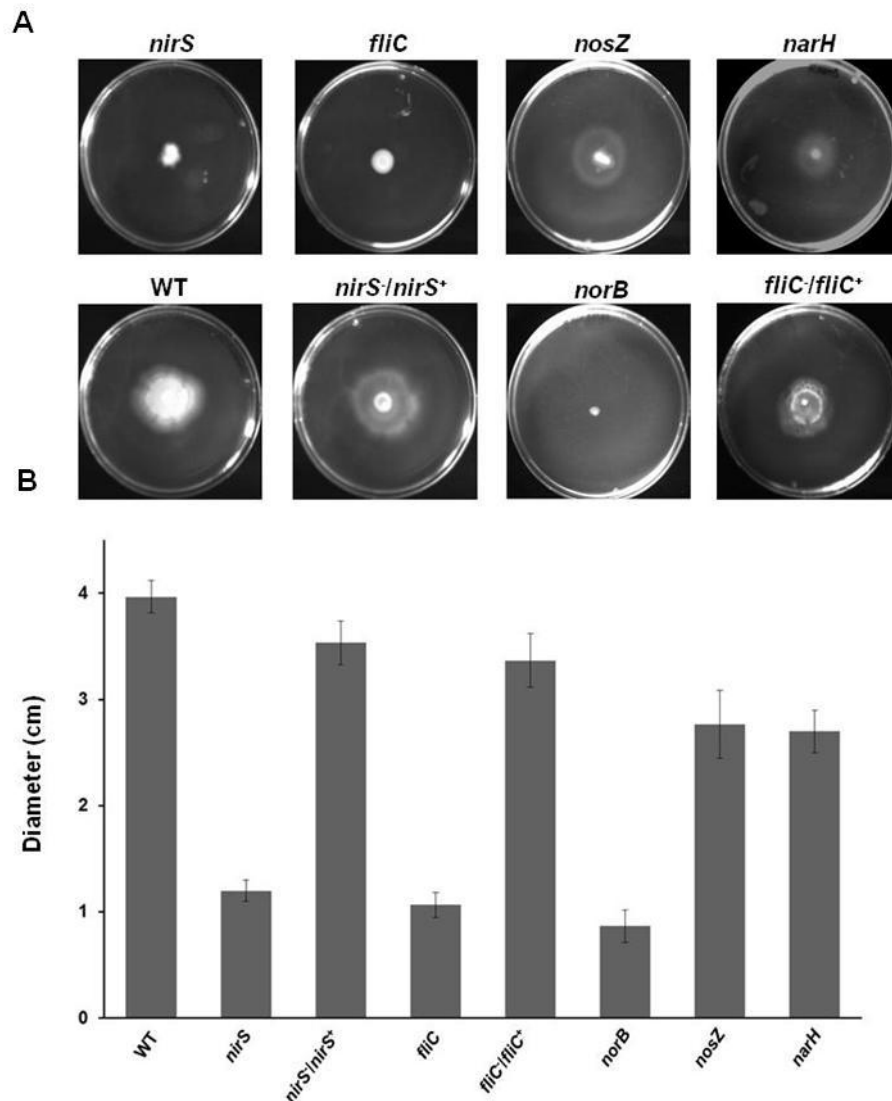 A
nirS fliC nosZ narH
WT nirS⁻/nirS⁺ norB fliC⁻/fliC⁺
B
4
3
2
1
0
Diameter (cm)
WT nirS nirS⁻/nirS⁺ fliC fliC⁻/fliC⁺ norB nosZ narH